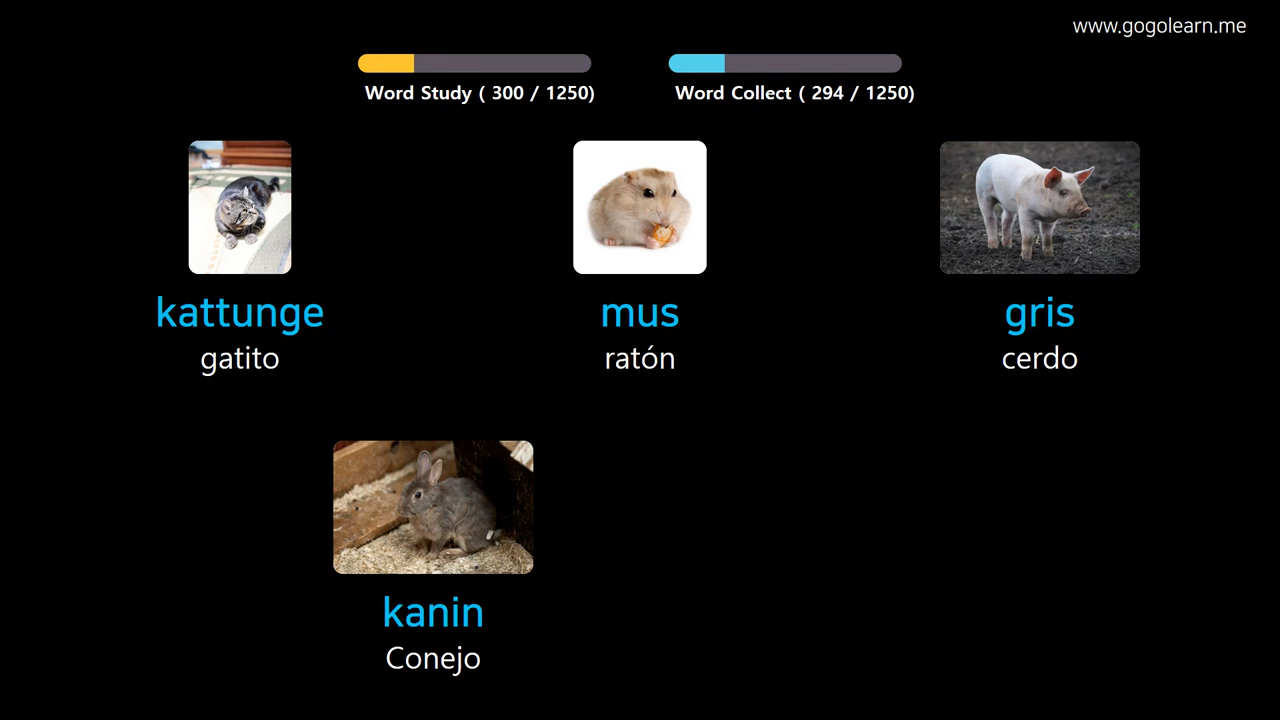 www.gogolearn.me
Word Study ( 300 / 1250)
Word Collect ( 294 / 1250)
kattunge
gatito
mus
ratón
gris
cerdo
kanin
Conejo